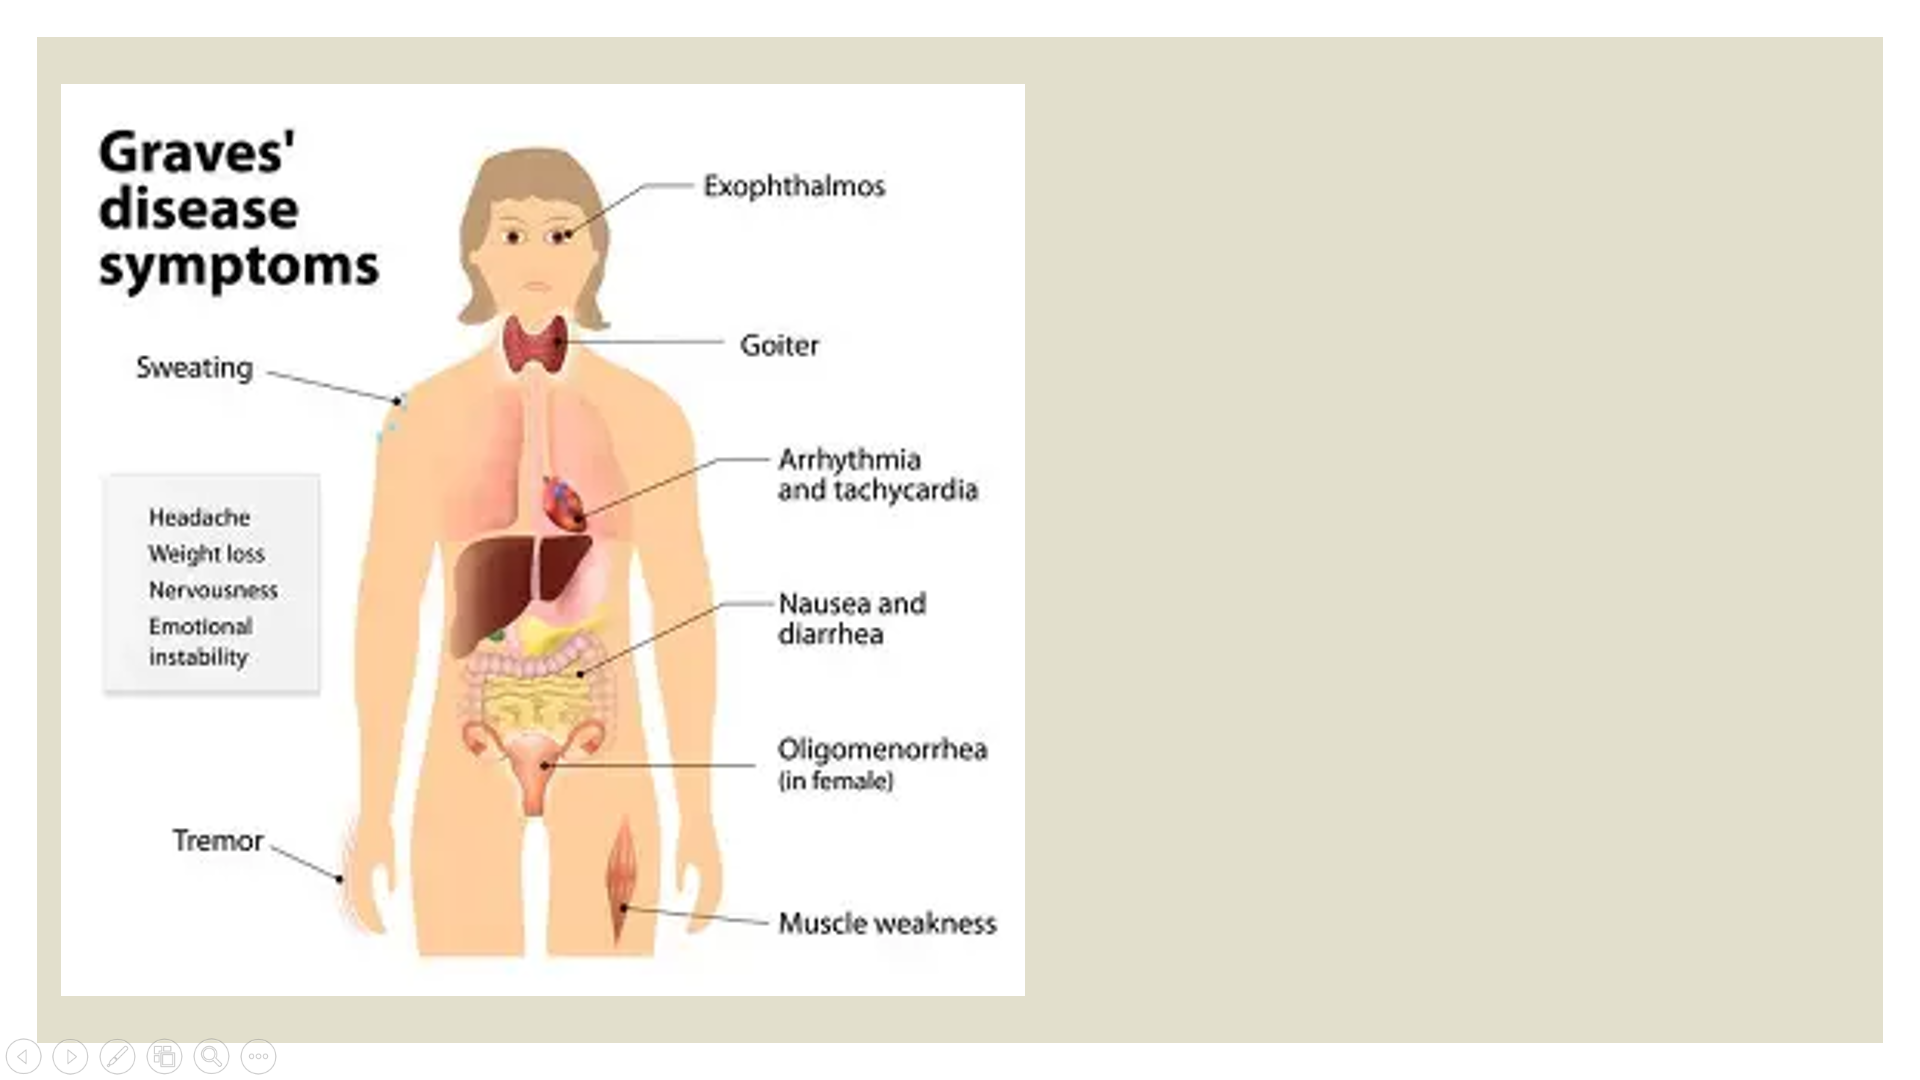 Graves'
disease
symptoms
Exophthalmos
Goiter
Sweating
Arrhythmia
and tachycardia
Headache
Weight loss
Nervousness
Emotional
instability
Nausea and
diarrhea
Oligomenorrhea
(in female)
Tremor
Muscle weakness